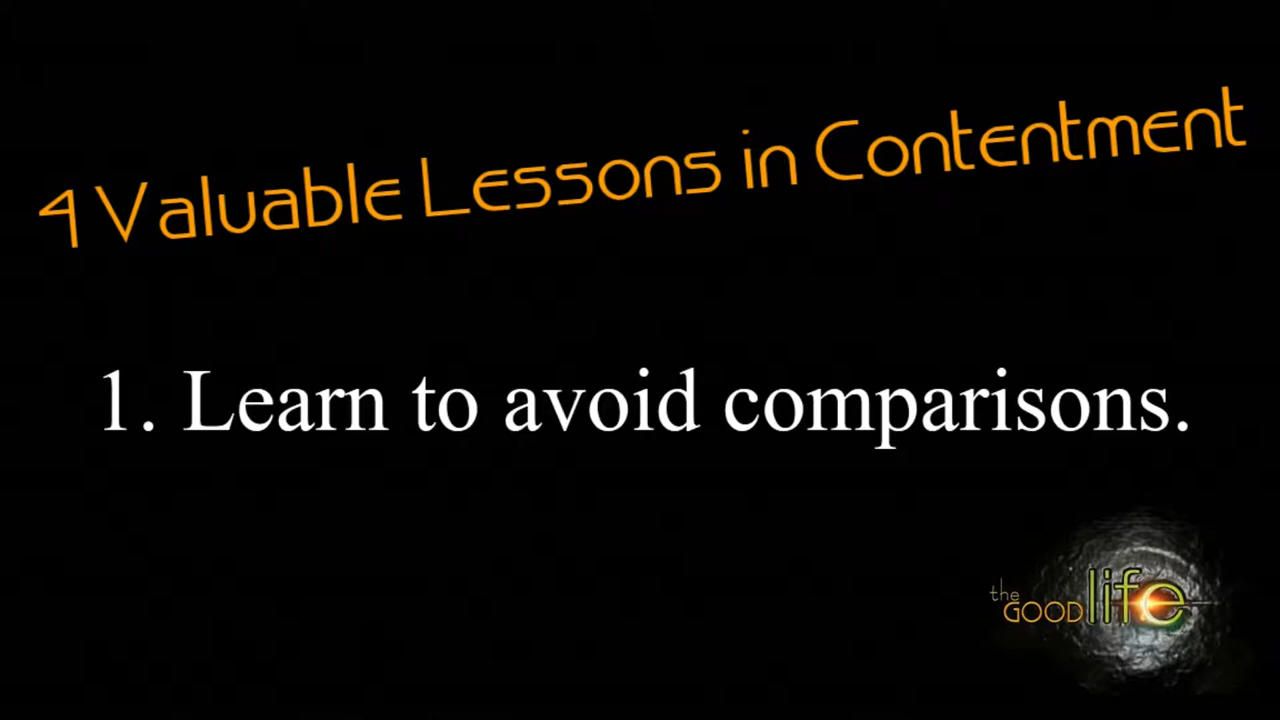 4 Valuable Lessons in Contentment
1. Learn to avoid comparisons.
the
GOOD life